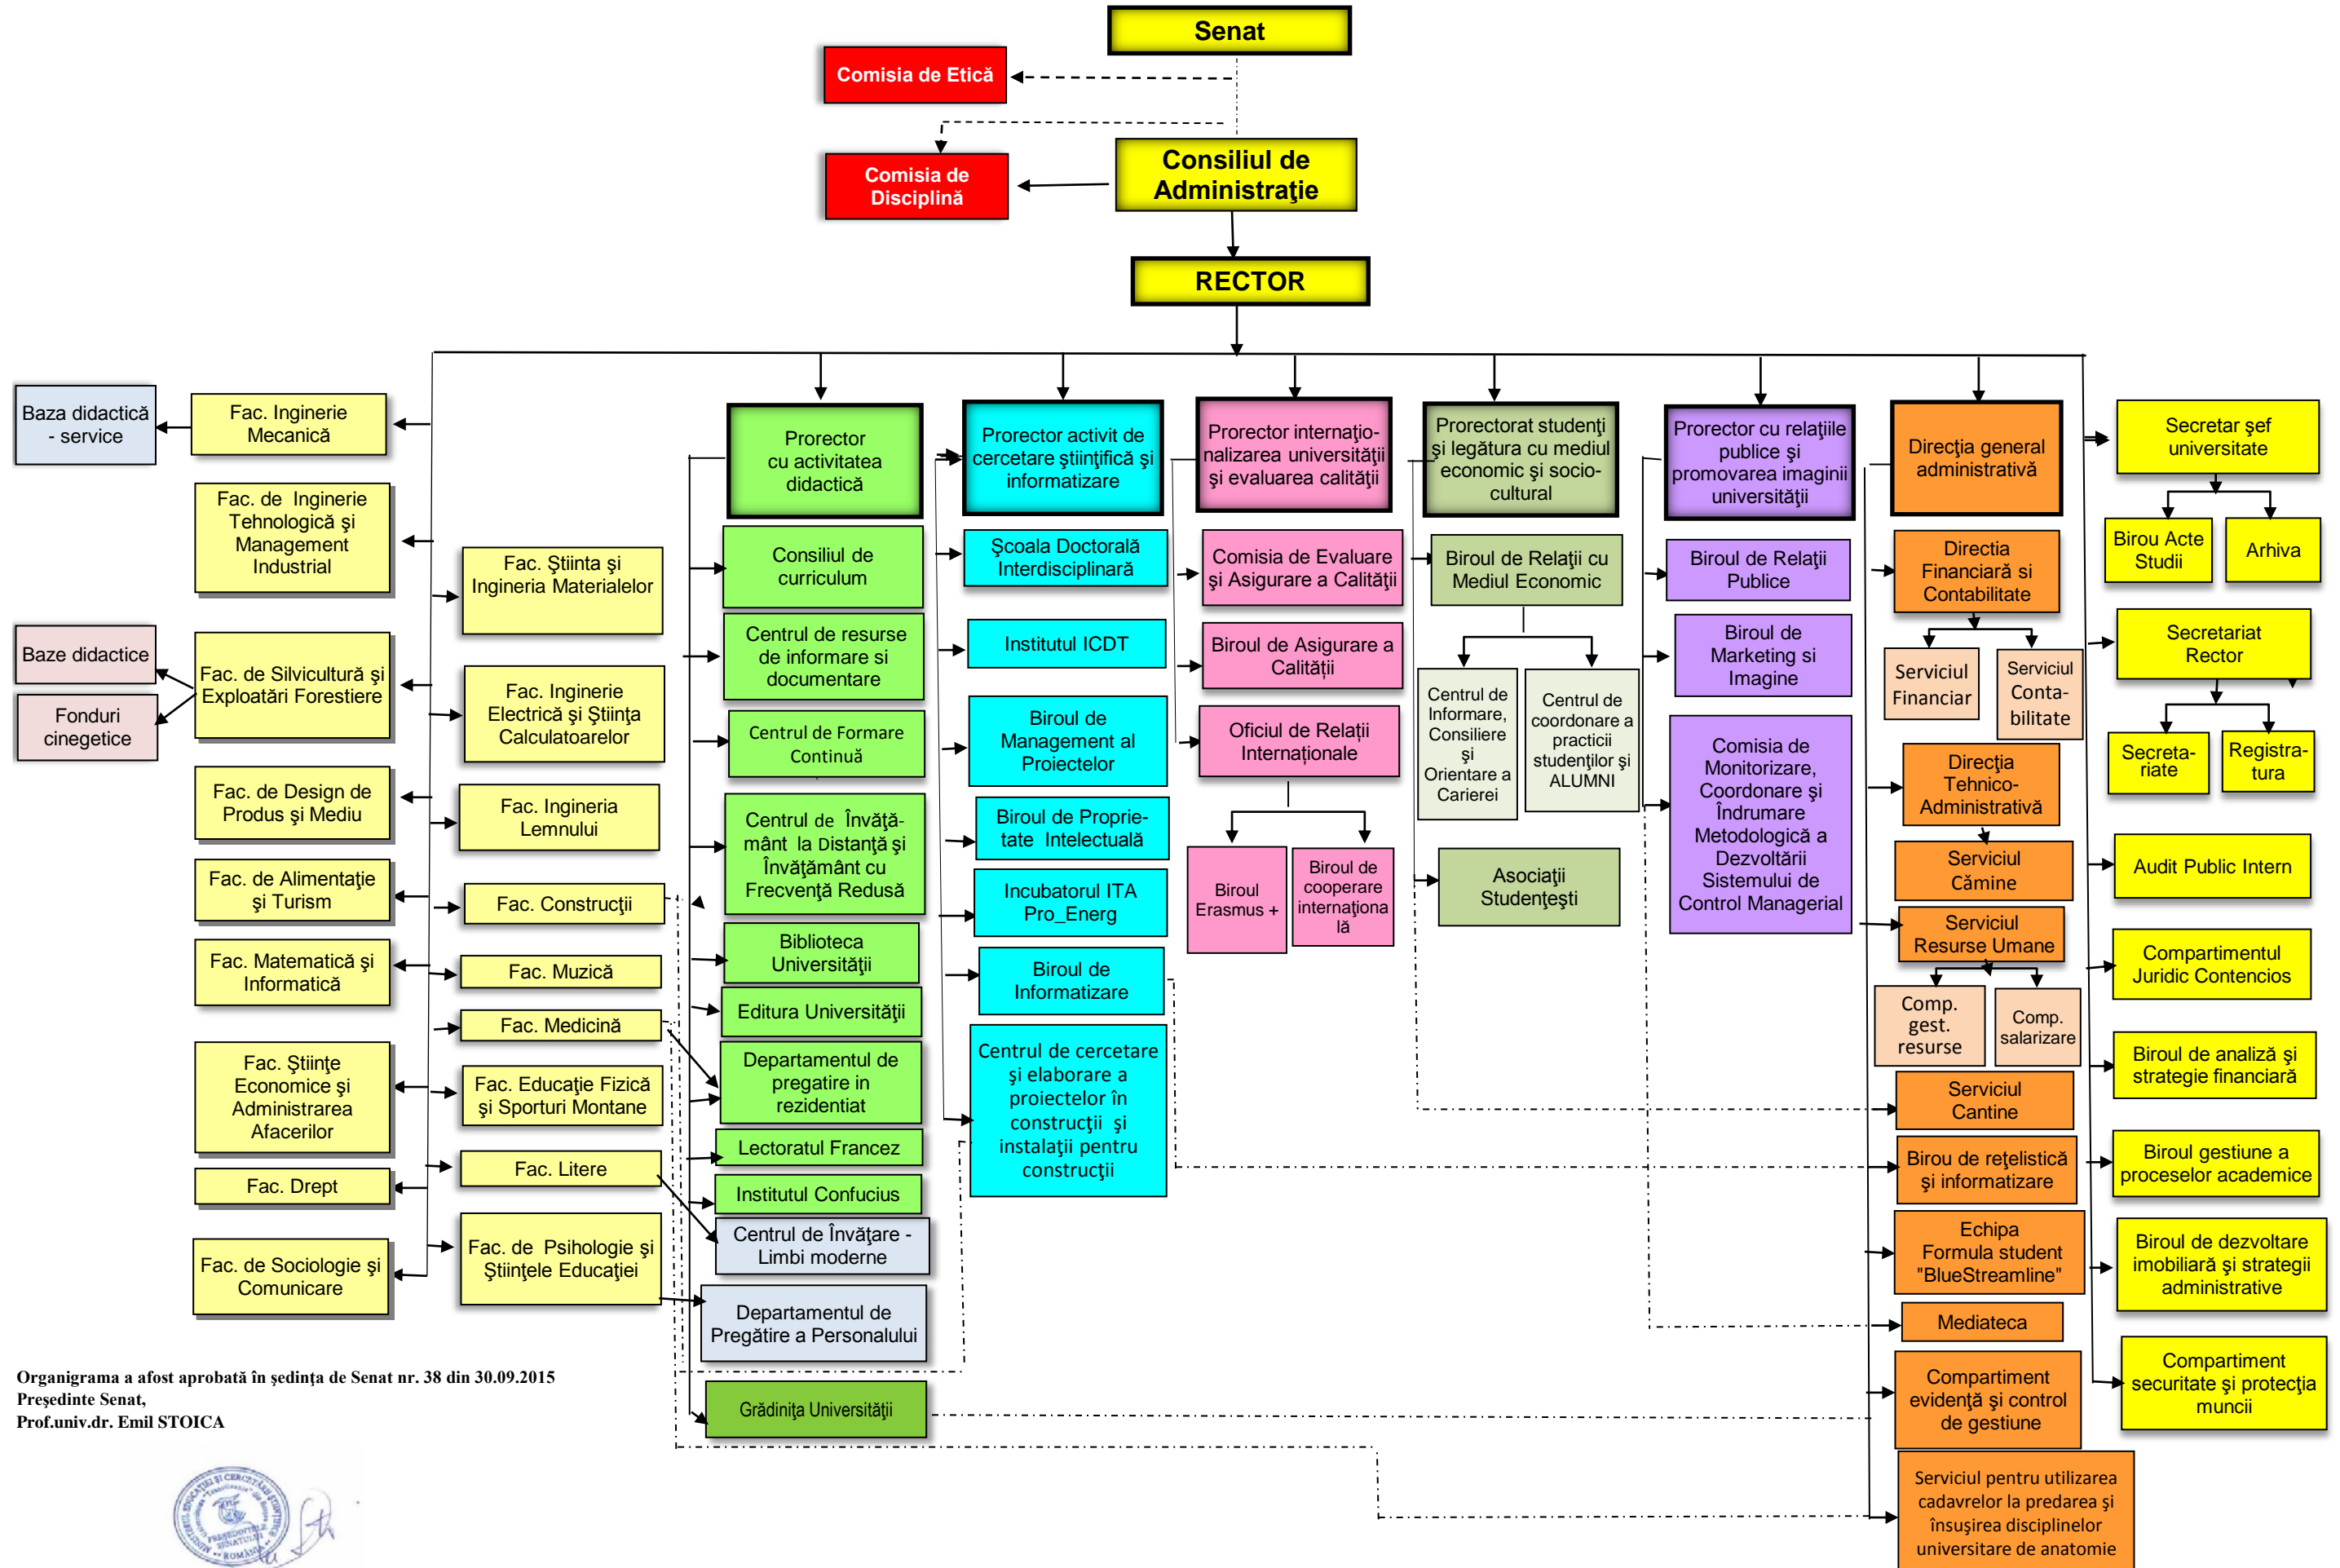 Senat
Comisia de Etică
Consiliul de
Administraţie
Comisia de
Disciplină
RECTOR
Baza didactică
- service
Fac. Inginerie
Mecanică
Fac. de Inginerie
Tehnologică şi
Management
Industrial
Baze didactice
Fonduri
cinegetice
Fac. de Silvicultură şi
Exploatări Forestiere
Fac. de Design de
Produs şi Mediu
Fac. de Alimentaţie
şi Turism
Fac. Matematică şi
Informatică
Fac. Ştiinţe
Economice şi
Administrarea
Afacerilor
Fac. Drept
Fac. de Sociologie şi
Comunicare
Fac. Ştiinta şi
Ingineria Materialelor
Fac. Inginerie
Electrică şi Ştiinţa
Calculatoarelor
Fac. Ingineria
Lemnului
Fac. Construcţii
Fac. Muzică
Fac. Medicină
Fac. Educaţie Fizică
şi Sporturi Montane
Fac. Litere
Fac. de Psihologie şi
Ştiinţele Educaţiei
Prorector
cu activitatea
didactică
Consiliul de
curriculum
Centrul de resurse
de informare si
documentare
Centrul de Formare
Continuă
Centrul de Învăţă-
mânt la Distanţă şi
Învăţământ cu
Frecvenţă Redusă
Biblioteca
Universităţii
Editura Universităţii
Departamentul de
pregatire in
rezidentiat
Lectoratul Francez
Institutul Confucius
Centrul de Învăţare -
Limbi moderne
Departamentul de
Pregătire a Personalului
Grădiniţa Universităţii
Prorector activit de
cercetare ştiinţifică şi
informatizare
Şcoala Doctorală
Interdisciplinară
Institutul ICDT
Biroul de
Management al
Proiectelor
Biroul de Proprie-
tate Intelectuală
Incubatorul ITA
Pro_Energ
Biroul de
Informatizare
Centrul de cercetare
şi elaborare a
proiectelor în
construcţii şi
instalaţii pentru
construcţii
Prorector internaţio-
nalizarea universităţii
şi evaluarea calităţii
Comisia de Evaluare
şi Asigurare a Calităţii
Biroul de Asigurare a
Calității
Oficiul de Relații
Internaționale
Biroul
Erasmus +
Biroul de
cooperare
internaţiona
lă
Prorectorat studenţi
şi legătura cu mediul
economic şi socio-
cultural
Biroul de Relaţii cu
Mediul Economic
Centrul de
Informare,
Consiliere
şi
Orientare a
Carierei
Centrul de
coordonare a
practicii
studenţilor şi
ALUMNI
Asociaţii
Studenţeşti
Prorector cu relaţiile
publice şi
promovarea imaginii
universităţii
Biroul de Relaţii
Publice
Biroul de
Marketing si
Imagine
Comisia de
Monitorizare,
Coordonare şi
Îndrumare
Metodologică a
Dezvoltării
Sistemului de
Control Managerial
Direcţia general
administrativă
Directia
Financiară si
Contabilitate
Serviciul
Financiar
Serviciul
Conta-
bilitate
Direcţia
Tehnico-
Administrativă
Serviciul
Cămine
Serviciul
Resurse Umane
Comp.
gest.
resurse
Comp.
salarizare
Serviciul
Cantine
Birou de reţelistică
şi informatizare
Echipa
Formula student
"BlueStreamline"
Mediateca
Compartiment
evidenţă şi control
de gestiune
Serviciul pentru utilizarea
cadavrelor la predarea şi
însuşirea disciplinelor
universitare de anatomie
Secretar şef
universitate
Birou Acte
Studii
Arhiva
Secretariat
Rector
Secreta-
riate
Registra-
tura
Audit Public Intern
Compartimentul
Juridic Contencios
Biroul de analiză şi
strategie financiară
Biroul gestiune a
proceselor academice
Biroul de dezvoltare
imobiliară şi strategii
administrative
Compartiment
securitate şi protecţia
muncii
Organigrama a afost aprobată în şedinţa de Senat nr. 38 din 30.09.2015
Preşedinte Senat,
Prof.univ.dr. Emil STOICA
PREŞEDINTELE
SENATULUI
ROMÂNIA